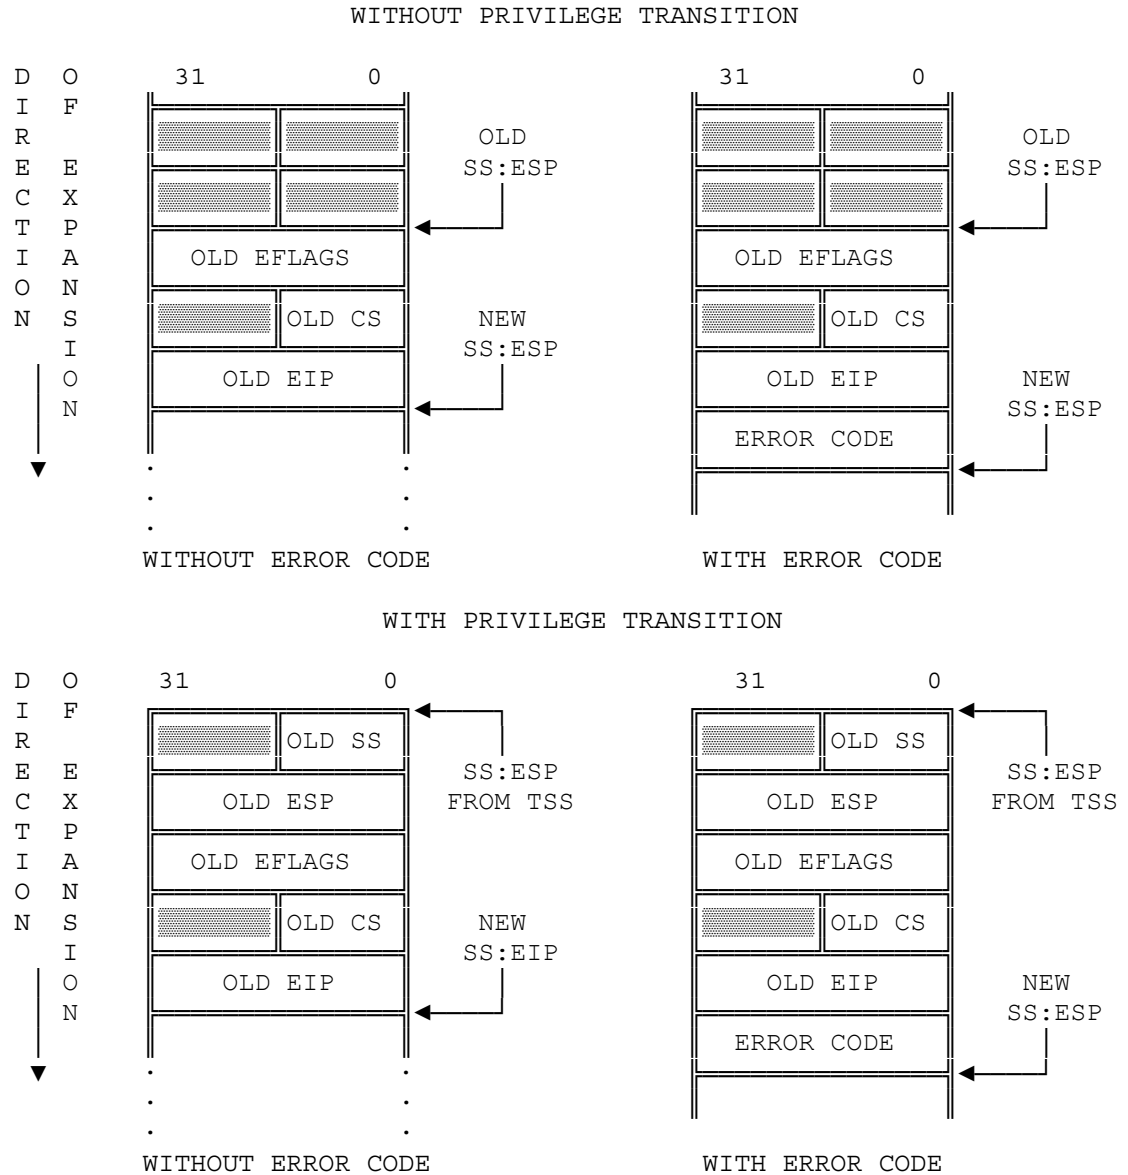 WITHOUT PRIVILEGE TRANSITION
D O 31 0 31 0
I F
R OLD OLD
E E SS:ESP SS:ESP
C X
T P
I A OLD EFLAGS OLD EFLAGS
O N
N S OLD CS NEW OLD CS
I SS:ESP
O OLD EIP OLD EIP NEW
N SS:ESP
ERROR CODE
WITHOUT ERROR CODE WITH ERROR CODE
WITH PRIVILEGE TRANSITION
D O 31 0 31 0
I F
R OLD SS OLD SS
E E SS:ESP SS:ESP
C X OLD ESP FROM TSS OLD ESP FROM TSS
T P
I A OLD EFLAGS OLD EFLAGS
O N
N S OLD CS NEW OLD CS
I SS:EIP
O OLD EIP OLD EIP NEW
N SS:ESP
ERROR CODE
WITHOUT ERROR CODE WITH ERROR CODE